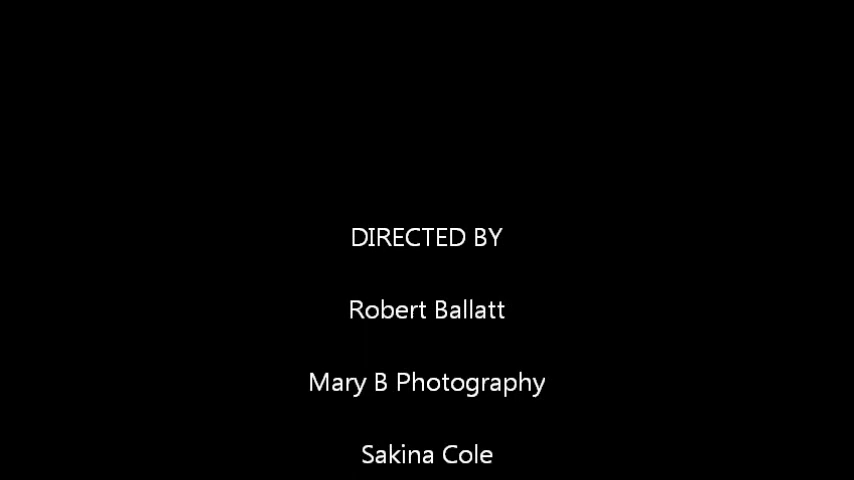 DIRECTED BY
Robert Ballatt
Mary B Photography
Sakina Cole